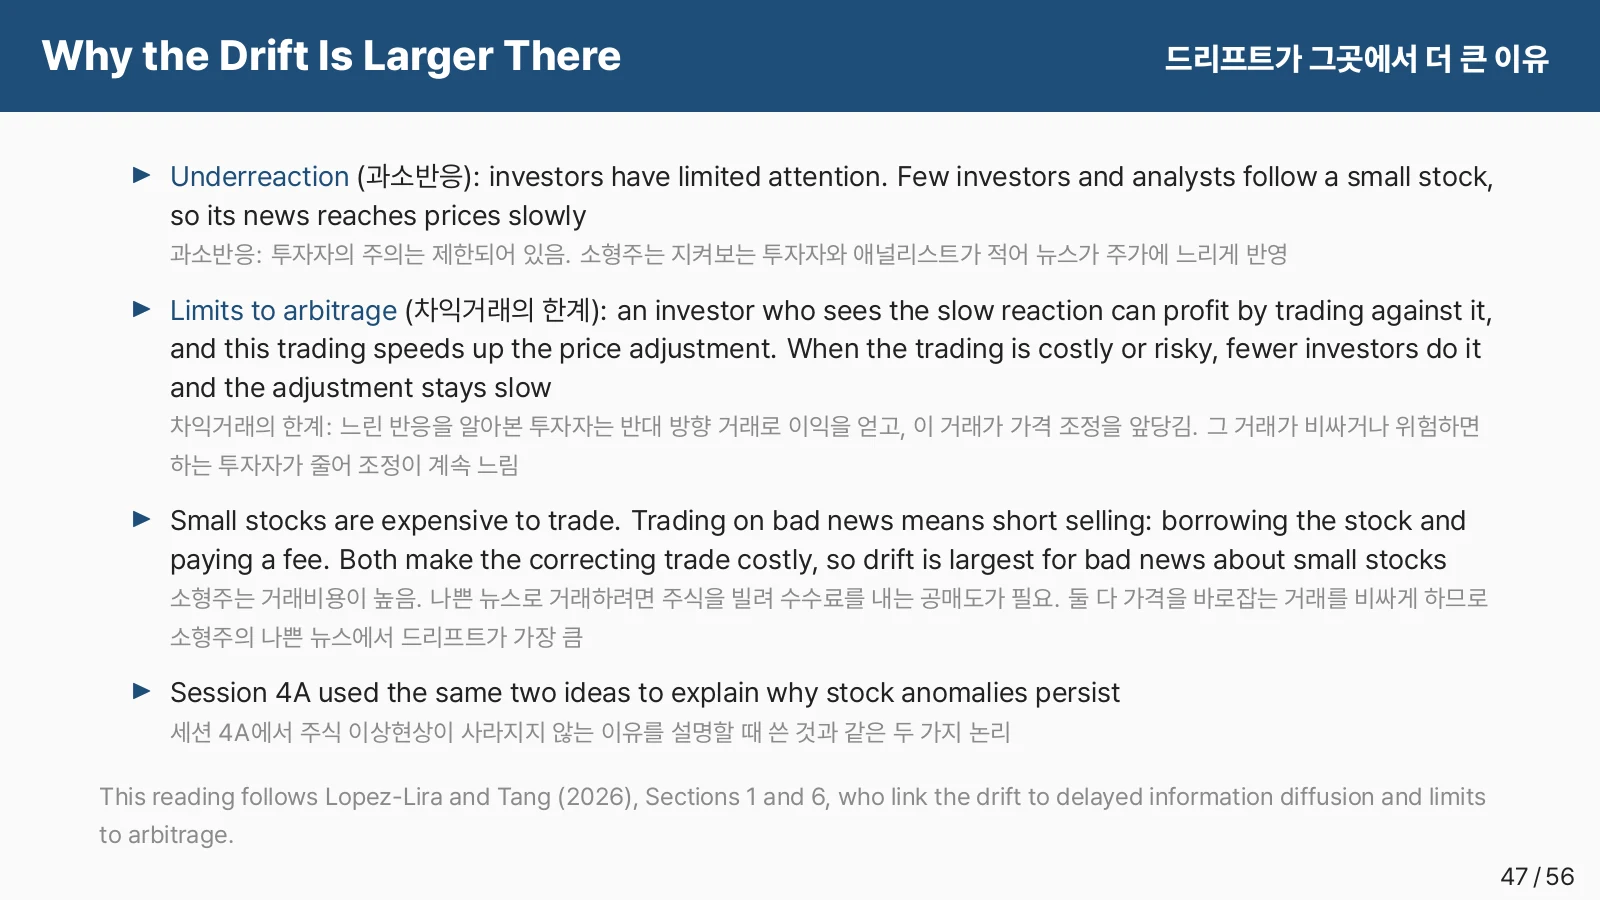 Why the Drift Is Larger There
드리프트가 그곳에서 더 큰 이유
Underreaction (과소반응): investors have limited attention. Few investors and analysts follow a small stock,
so its news reaches prices slowly
과소반응: 투자자의 주의는 제한되어 있음. 소형주는 지켜보는 투자자와 애널리스트가 적어 뉴스가 주가에 느리게 반영
Limits to arbitrage (차익거래의 한계): an investor who sees the slow reaction can profit by trading against it,
and this trading speeds up the price adjustment. When the trading is costly or risky, fewer investors do it
and the adjustment stays slow
차익거래의 한계: 느린 반응을 알아본 투자자는 반대 방향 거래로 이익을 얻고, 이 거래가 가격 조정을 앞당김. 그 거래가 비싸거나 위험하면
하는 투자자가 줄어 조정이 계속 느림
Small stocks are expensive to trade. Trading on bad news means short selling: borrowing the stock and
paying a fee. Both make the correcting trade costly, so drift is largest for bad news about small stocks
소형주는 거래비용이 높음. 나쁜 뉴스로 거래하려면 주식을 빌려 수수료를 내는 공매도가 필요. 둘 다 가격을 바로잡는 거래를 비싸게 하므로
소형주의 나쁜 뉴스에서 드리프트가 가장 큼
Session 4A used the same two ideas to explain why stock anomalies persist
세션 4A에서 주식 이상현상이 사라지지 않는 이유를 설명할 때 쓴 것과 같은 두 가지 논리
This reading follows Lopez-Lira and Tang (2026), Sections 1 and 6, who link the drift to delayed information diffusion and limits
to arbitrage.
47 / 56